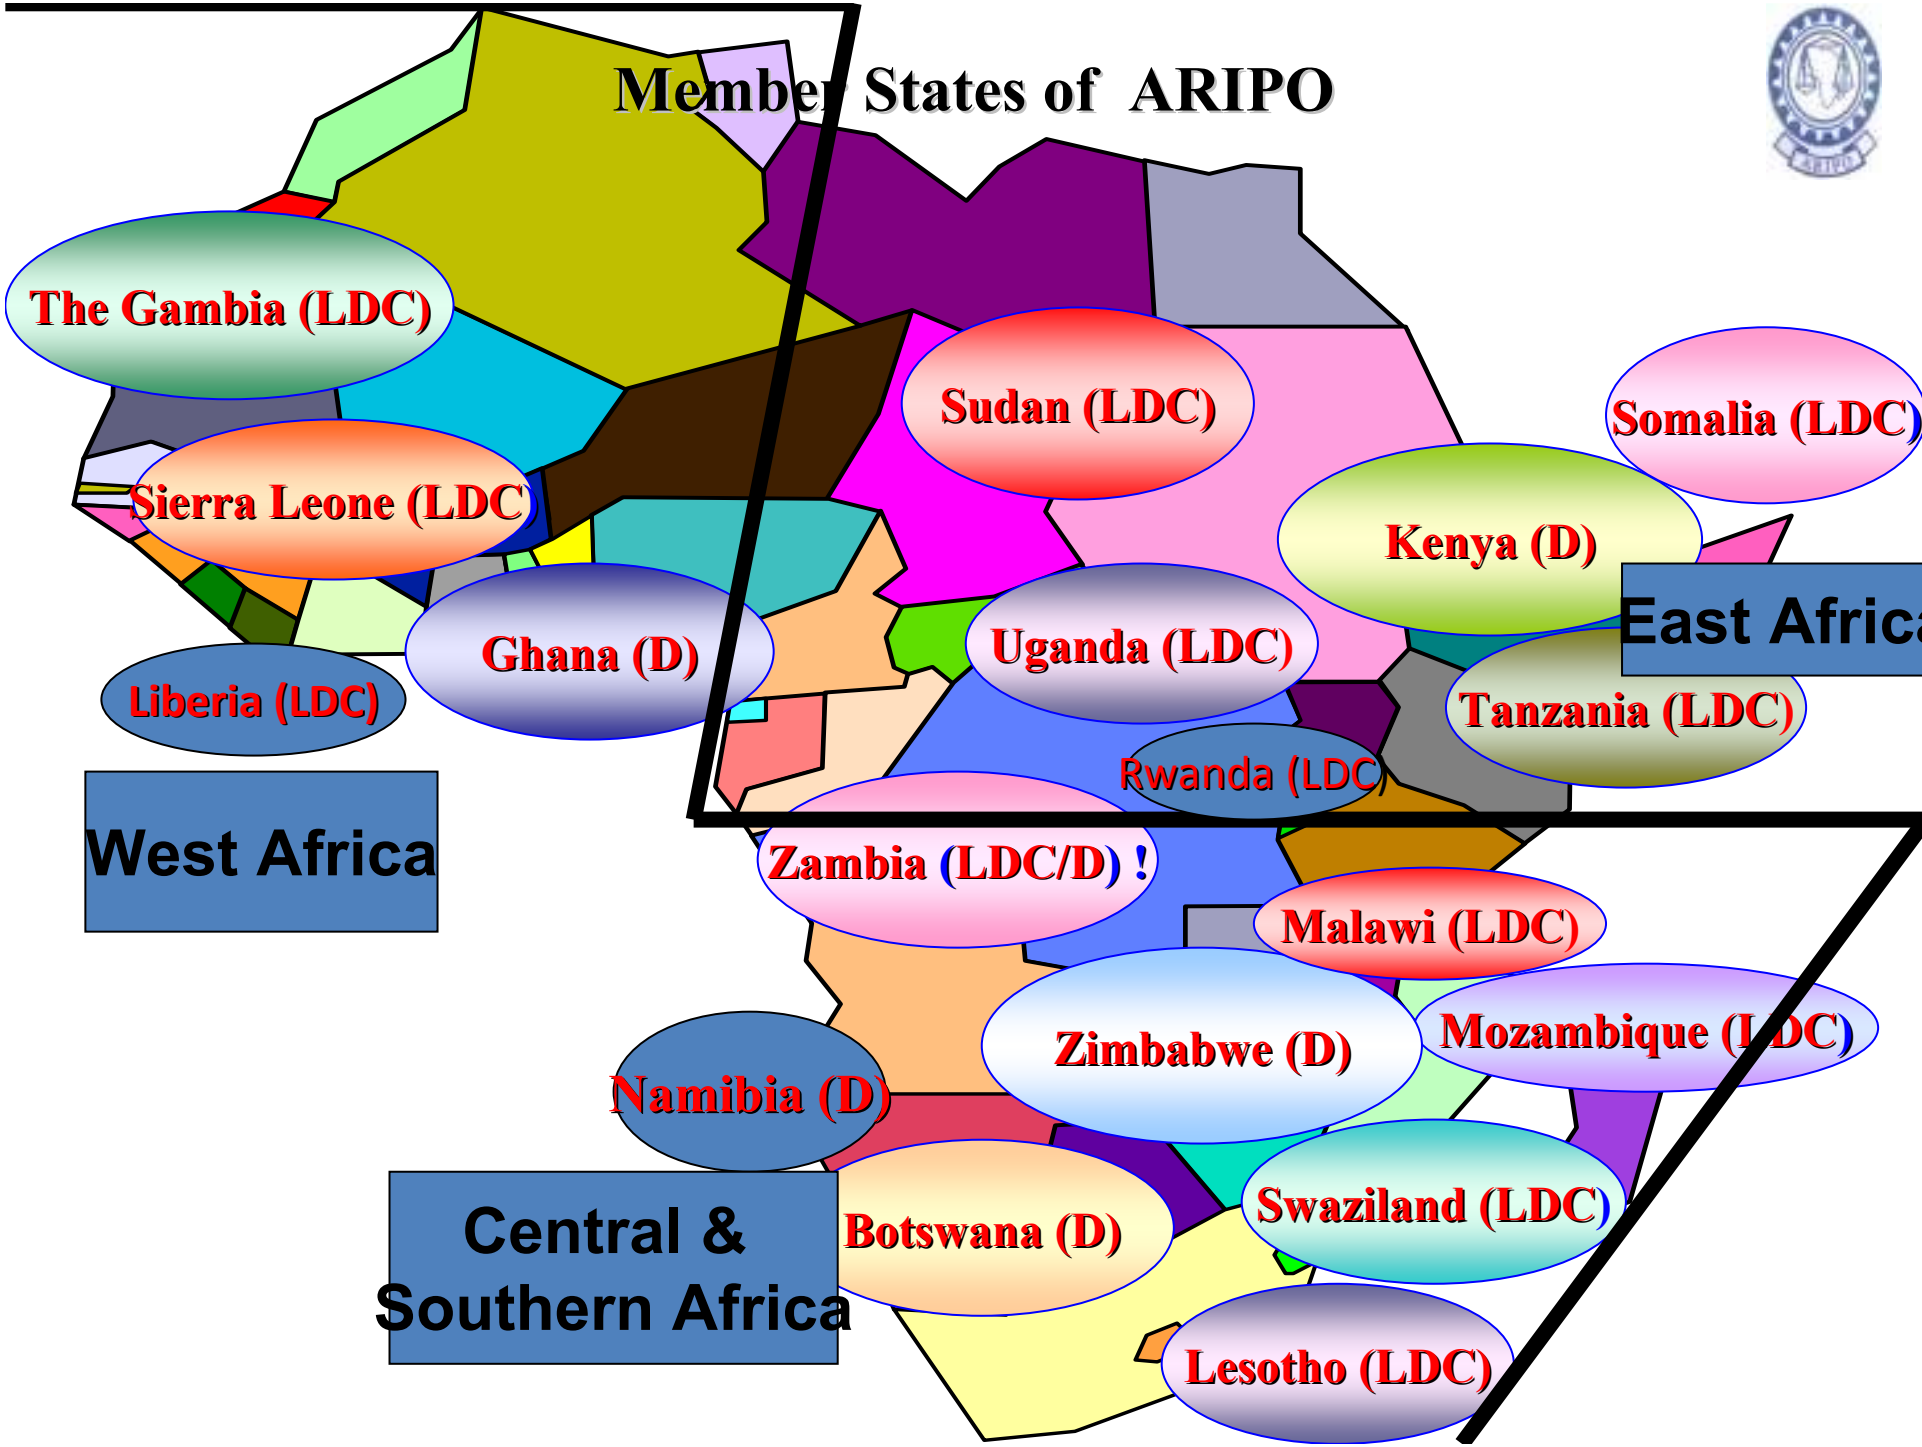 Member States of ARIPO
ARIPO
The Gambia (LDC)
Sudan (LDC)
Somalia (LDC)
Sierra Leone (LDC)
Kenya (D)
East Africa
Ghana (D)
Uganda (LDC)
Liberia (LDC)
Tanzania (LDC)
Rwanda (LDC)
West Africa
Zambia (LDC/D) !
Malawi (LDC)
Mozambique (LDC)
Zimbabwe (D)
Namibia (D)
Swaziland (LDC)
Botswana (D)
Central &
Southern Africa
Lesotho (LDC)